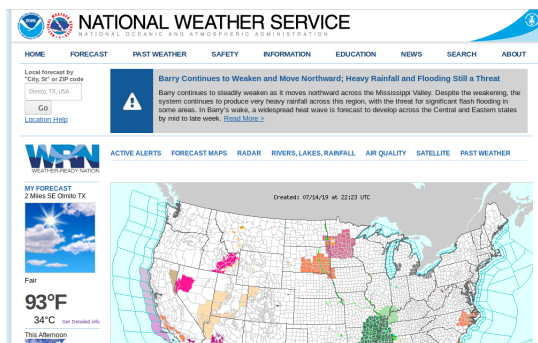 NATIONAL WEATHER SERVICE
NATIONAL OCEANIC AND ATMOSPHERIC ADMINISTRATION
HOME FORECAST PAST WEATHER SAFETY INFORMATION EDUCATION NEWS SEARCH ABOUT
Local forecast by
"City, St" or ZIP code
Olmito, TX, USA
Go
Location Help
Barry Continues to Weaken and Move Northward; Heavy Rainfall and Flooding Still a Threat
Barry continues to steadily weaken as it moves northward across the Mississippi Valley. Despite the weakening, the
system continues to produce very heavy rainfall across this region, with the threat for significant flash flooding in
some areas. In Barry's wake, a widespread heat wave is forecast to develop across the Central and Eastern states
by mid to late week. Read More >
WRN
WEATHER-READY NATION
ACTIVE ALERTS FORECAST MAPS RADAR RIVERS, LAKES, RAINFALL AIR QUALITY SATELLITE PAST WEATHER
MY FORECAST
2 Miles SE Olmito TX
Created: 07/14/19 at 22:23 UTC
Fair
93°F
34°C Get Detailed info
This Afternoon